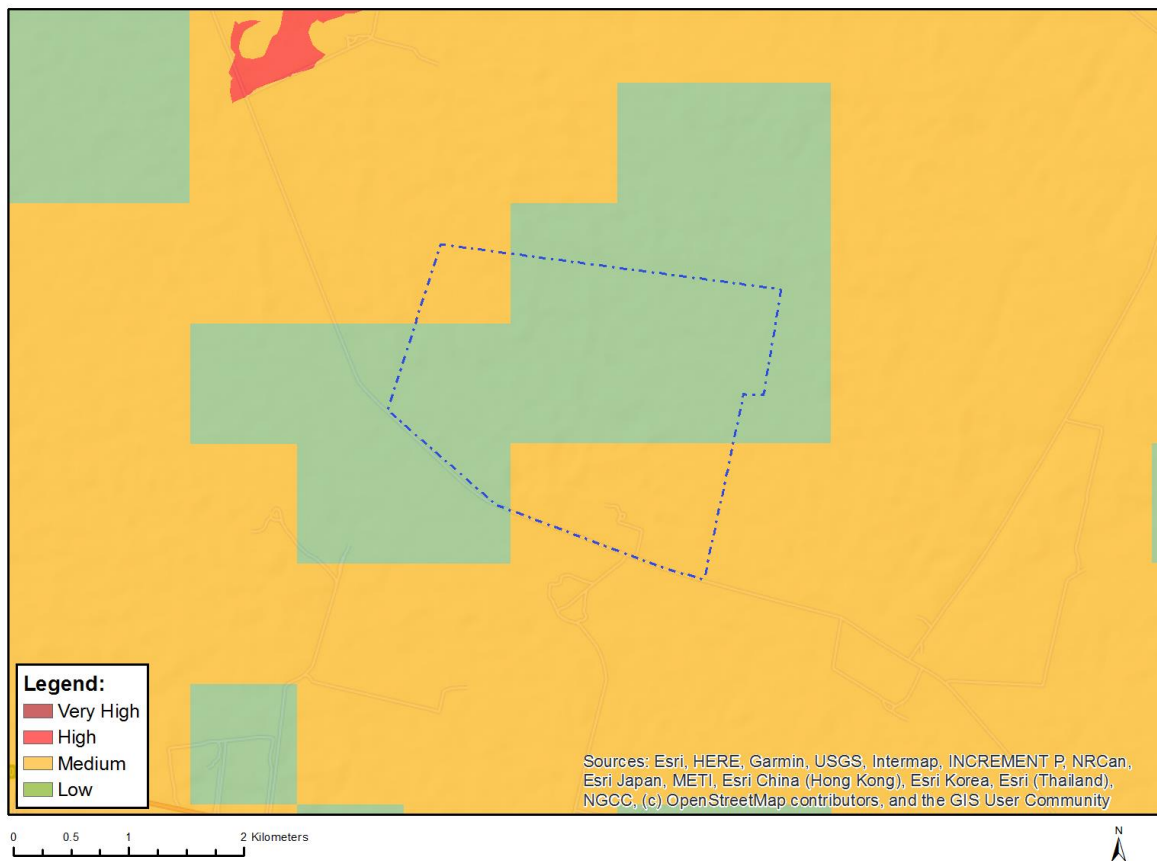 Legend:
Very High
High
Medium
Low
Sources: Esri, HERE, Garmin, USGS, Intermap, INCREMENT P, NRCan,
Esri Japan, METI, Esri China (Hong Kong), Esri Korea, Esri (Thailand),
NGCC, (c) OpenStreetMap contributors, and the GIS User Community
0 0.5 1 2 Kilometers
N